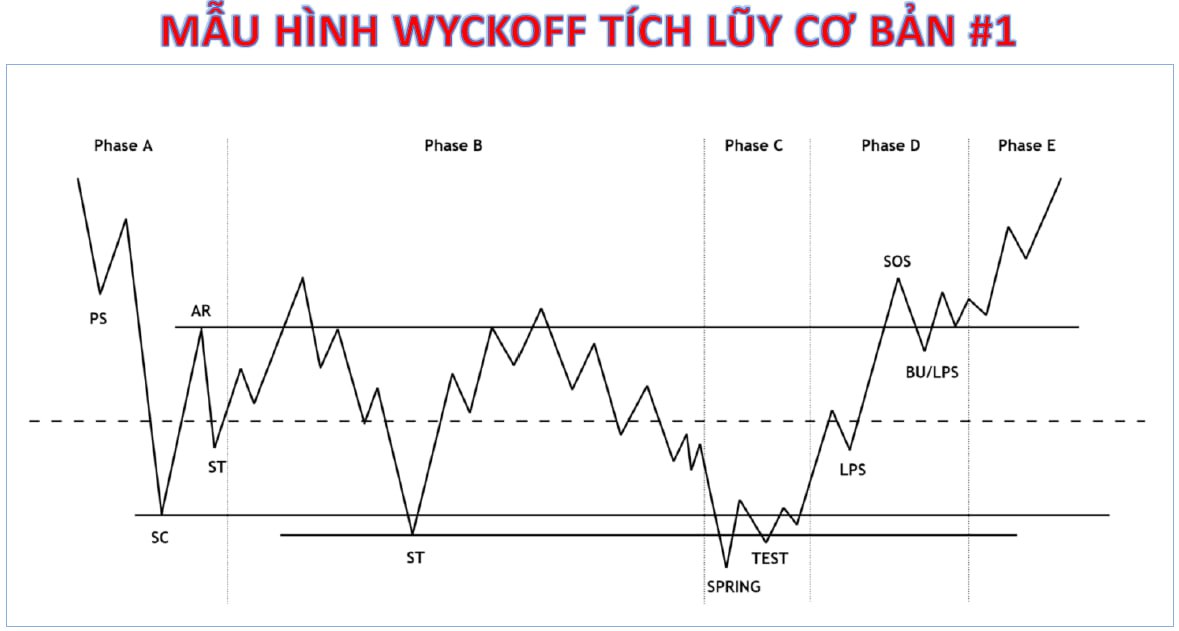 MẪU HÌNH WYCKOFF TÍCH LŨY CƠ BẢN #1
Phase A
Phase B
Phase C
Phase D
Phase E
PS
AR
ST
SC
ST
SPRING
TEST
LPS
SOS
BU/LPS